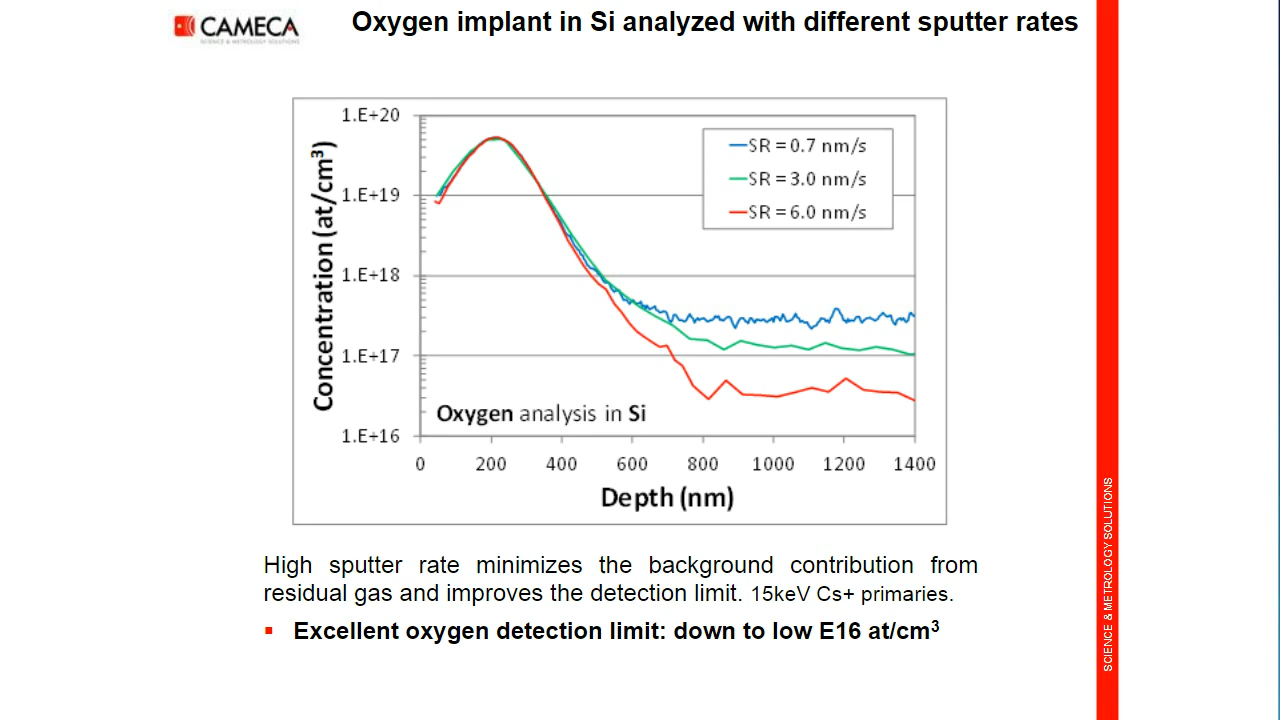 CAMECA
SCIENCE & METROLOGY SOLUTIONS
Oxygen implant in Si analyzed with different sputter rates
1.E+20
1.E+19
1.E+18
1.E+17
1.E+16
Concentration (at/cm³)
SR = 0.7 nm/s
SR = 3.0 nm/s
SR = 6.0 nm/s
Oxygen analysis in Si
0 200 400 600 800 1000 1200 1400
Depth (nm)
High sputter rate minimizes the background contribution from
residual gas and improves the detection limit. 15keV Cs+ primaries.
▪ Excellent oxygen detection limit: down to low E16 at/cm³
SCIENCE & METROLOGY SOLUTIONS